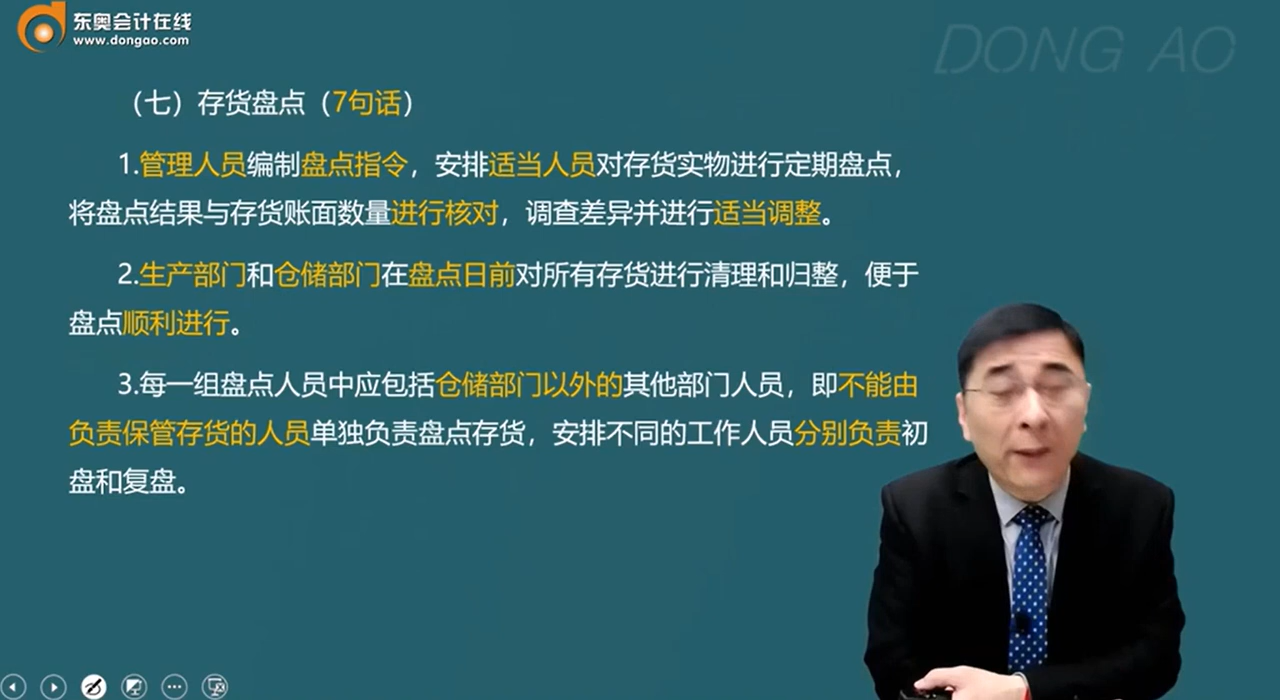 东奥会计在线
www.dongao.com
DONG AO
（七）存货盘点（7句话）
1.管理人员编制盘点指令，安排适当人员对存货实物进行定期盘点，
将盘点结果与存货账面数量进行核对，调查差异并进行适当调整。
2.生产部门和仓储部门在盘点日前对所有存货进行清理和归整，便于
盘点顺利进行。
3.每一组盘点人员中应包括仓储部门以外的其他部门人员，即不能由
负责保管存货的人员单独负责盘点存货，安排不同的工作人员分别负责初
盘和复盘。